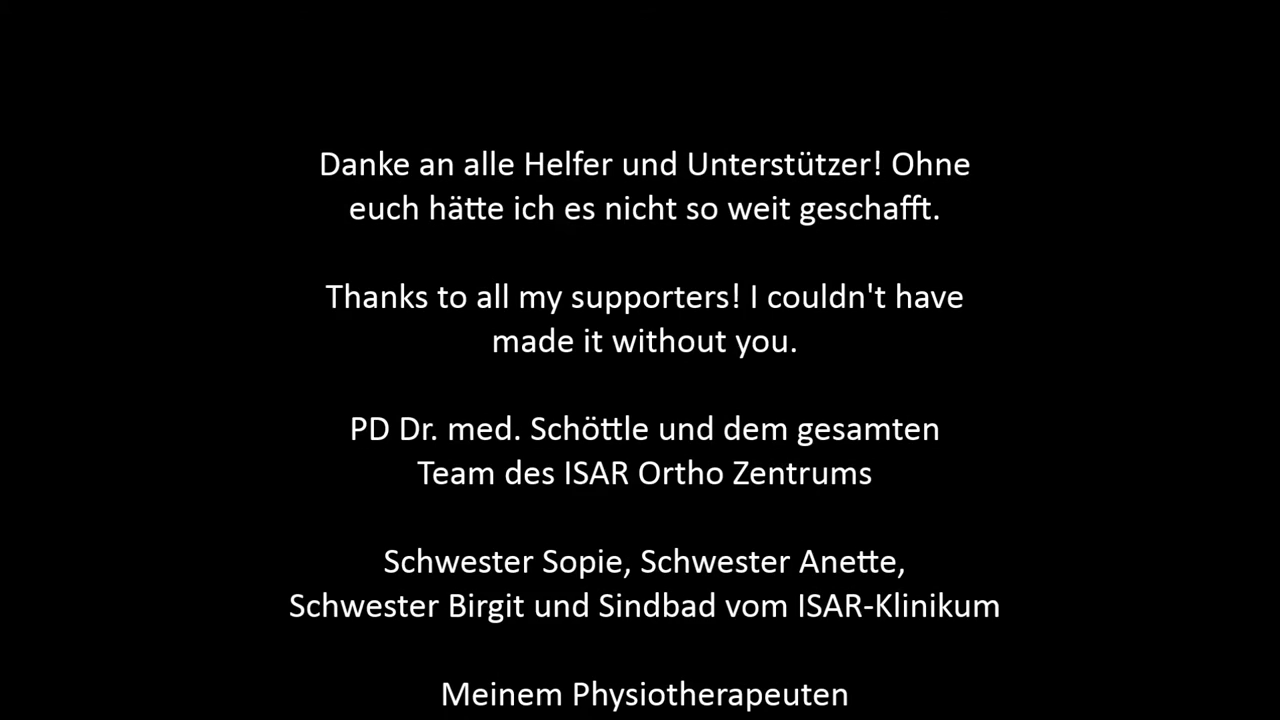 Danke an alle Helfer und Unterstützer! Ohne
euch hätte ich es nicht so weit geschafft.
Thanks to all my supporters! I couldn't have
made it without you.
PD Dr. med. Schöttle und dem gesamten
Team des ISAR Ortho Zentrums
Schwester Sopie, Schwester Anette,
Schwester Birgit und Sindbad vom ISAR-Klinikum
Meinem Physiotherapeuten